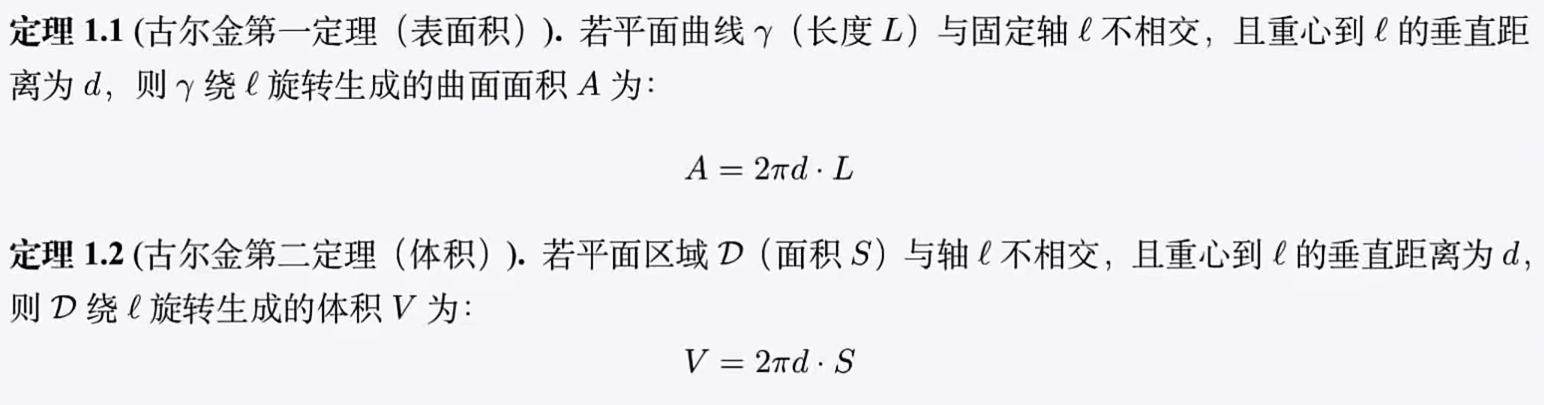 定理 1.1 (古尔金第一定理（表面积）). 若平面曲线 γ（长度 L）与固定轴 ℓ 不相交，且重心到 ℓ 的垂直距
离为 d，则 γ 绕 ℓ 旋转生成的曲面面积 A 为：
A = 2πd · L
定理 1.2 (古尔金第二定理（体积）). 若平面区域 𝒟（面积 S）与轴 ℓ 不相交，且重心到 ℓ 的垂直距离为 d，
则 𝒟 绕 ℓ 旋转生成的体积 V 为：
V = 2πd · S